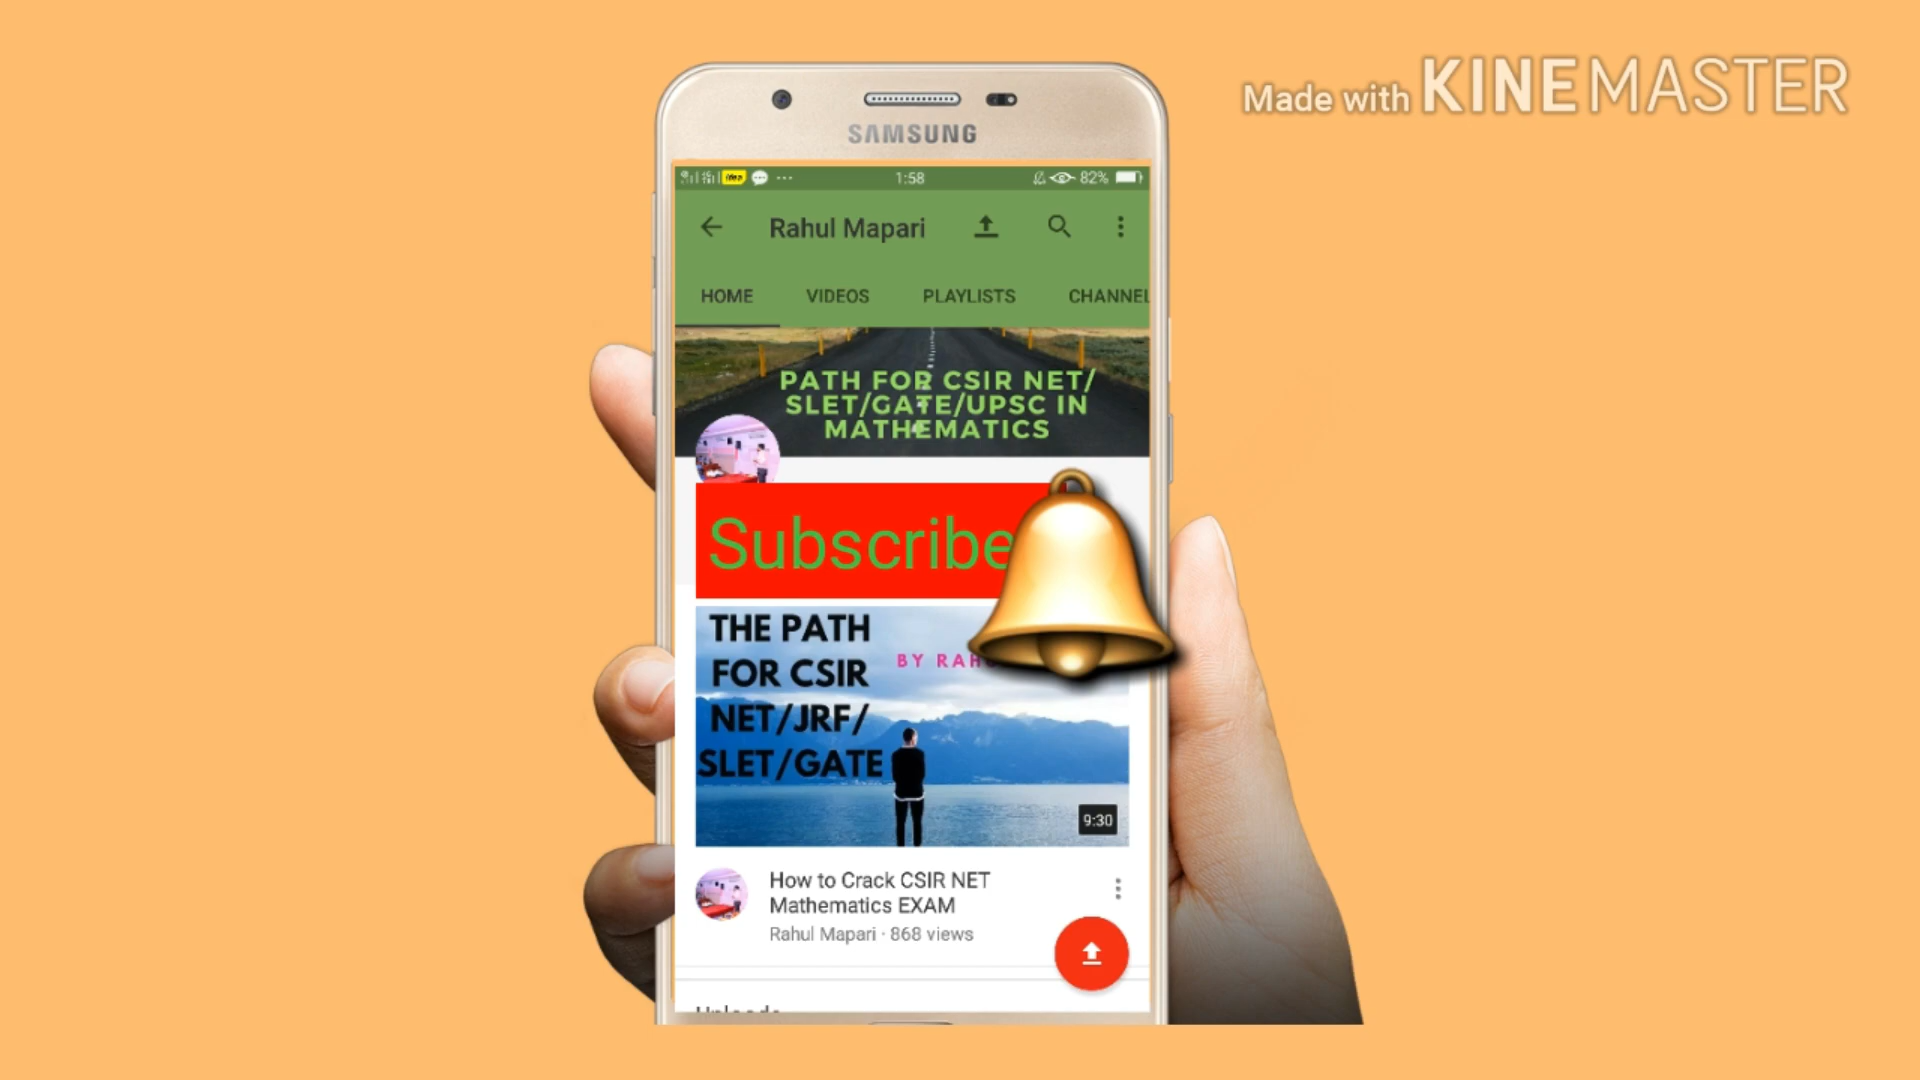 Made with KINEMASTER
SAMSUNG
idea
1:58
82%
Rahul Mapari
HOME VIDEOS PLAYLISTS CHANNEL
PATH FOR CSIR NET/
SLET/GATE/UPSC IN
MATHEMATICS
Subscribe
THE PATH
FOR CSIR
NET/JRF/
SLET/GATE
BY RAH
9:30
How to Crack CSIR NET
Mathematics EXAM
Rahul Mapari · 868 views